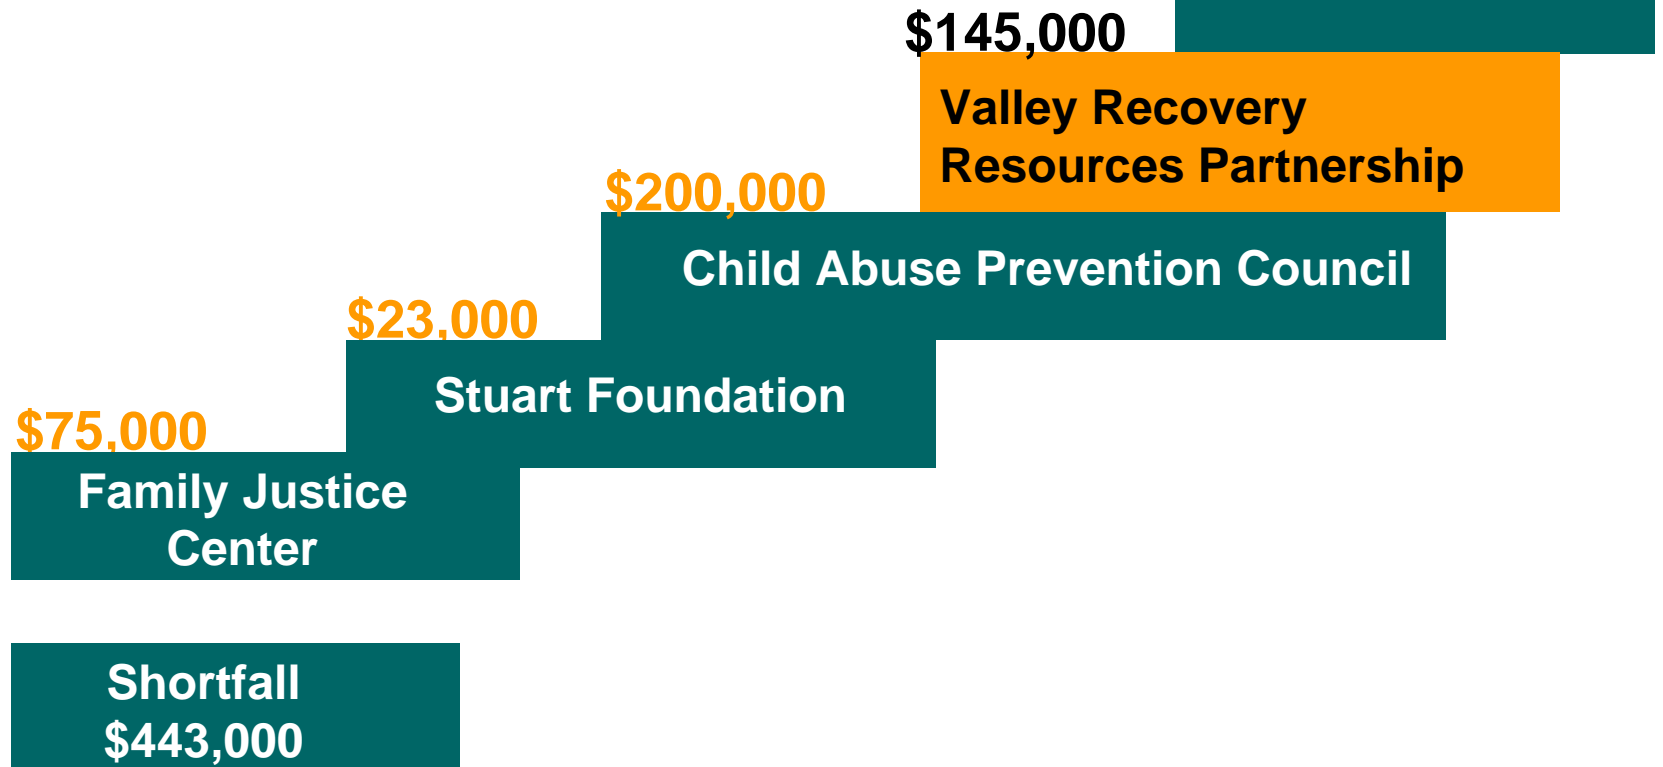 $145,000
Valley Recovery
Resources Partnership
$200,000
Child Abuse Prevention Council
$23,000
Stuart Foundation
$75,000
Family Justice
Center
Shortfall
$443,000